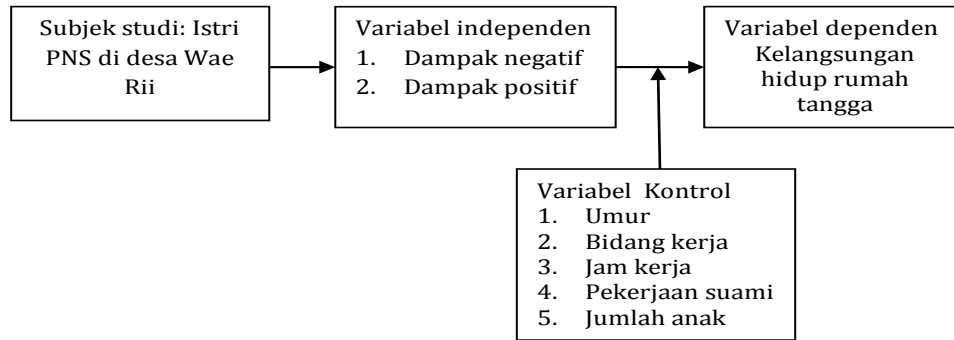 Subjek studi: Istri
PNS di desa Wae
Rii
Variabel independen
1. Dampak negatif
2. Dampak positif
Variabel dependen
Kelangsungan
hidup rumah
tangga
Variabel Kontrol
1. Umur
2. Bidang kerja
3. Jam kerja
4. Pekerjaan suami
5. Jumlah anak